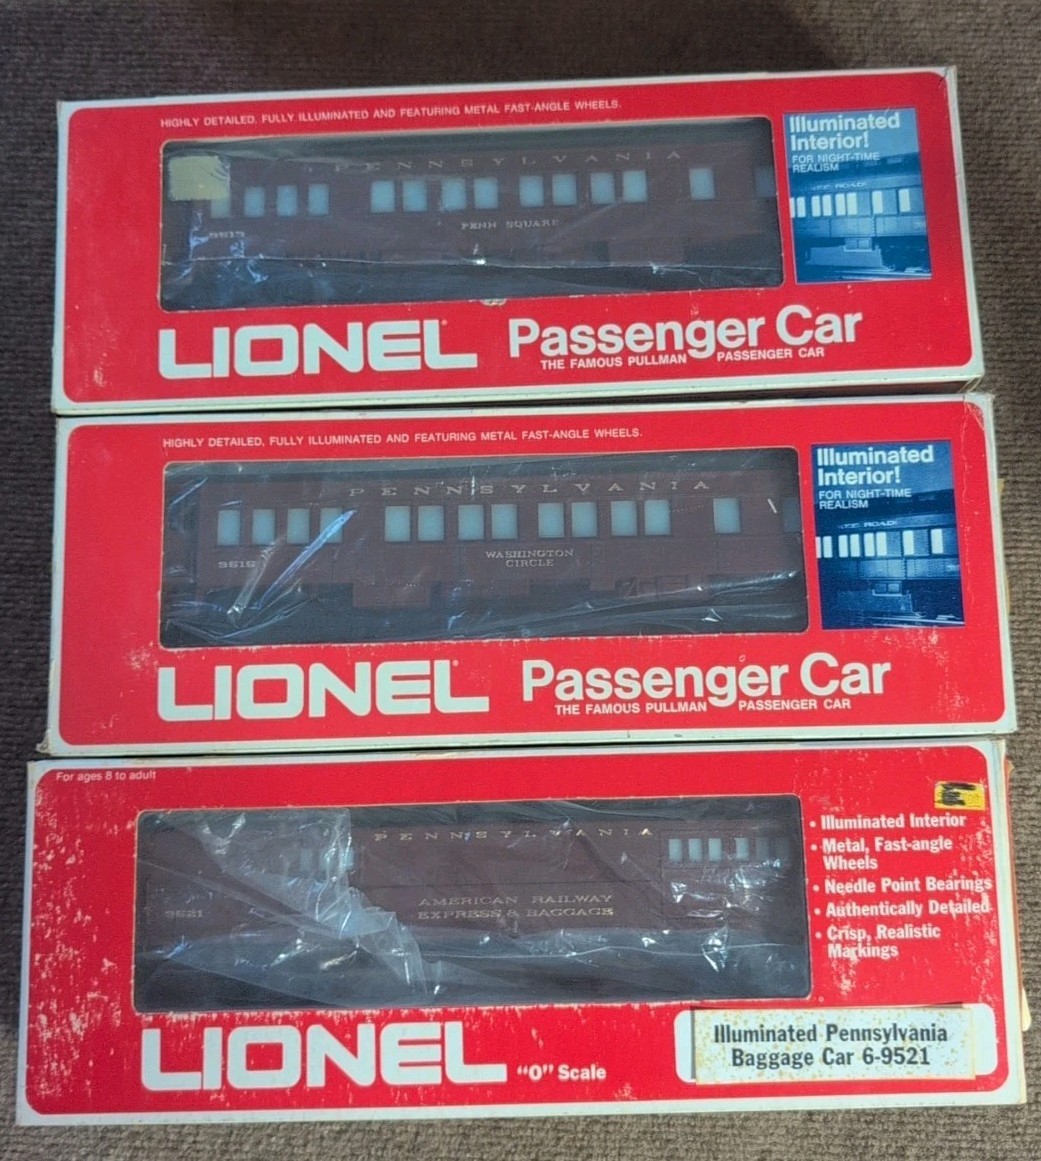 HIGHLY DETAILED, FULLY ILLUMINATED AND FEATURING METAL FAST-ANGLE WHEELS.
Illuminated
Interior!
FOR NIGHT-TIME
REALISM
PENNSYLVANIA
PENN SQUARE
9513
LIONEL
Passenger Car
THE FAMOUS PULLMAN PASSENGER CAR
HIGHLY DETAILED, FULLY ILLUMINATED AND FEATURING METAL FAST-ANGLE WHEELS.
Illuminated
Interior!
FOR NIGHT-TIME
REALISM
PENNSYLVANIA
WASHINGTON
CIRCLE
LIONEL
Passenger Car
THE FAMOUS PULLMAN PASSENGER CAR
For ages 8 to adult
PENNSYLVANIA
AMERICAN RAILWAY
EXPRESS & BAGGAGE
9521
• Illuminated Interior
• Metal, Fast-angle
Wheels
• Needle Point Bearings
• Authentically Detailed
• Crisp, Realistic
Markings
LIONEL
"O" Scale
Illuminated Pennsylvania
Baggage Car 6-9521